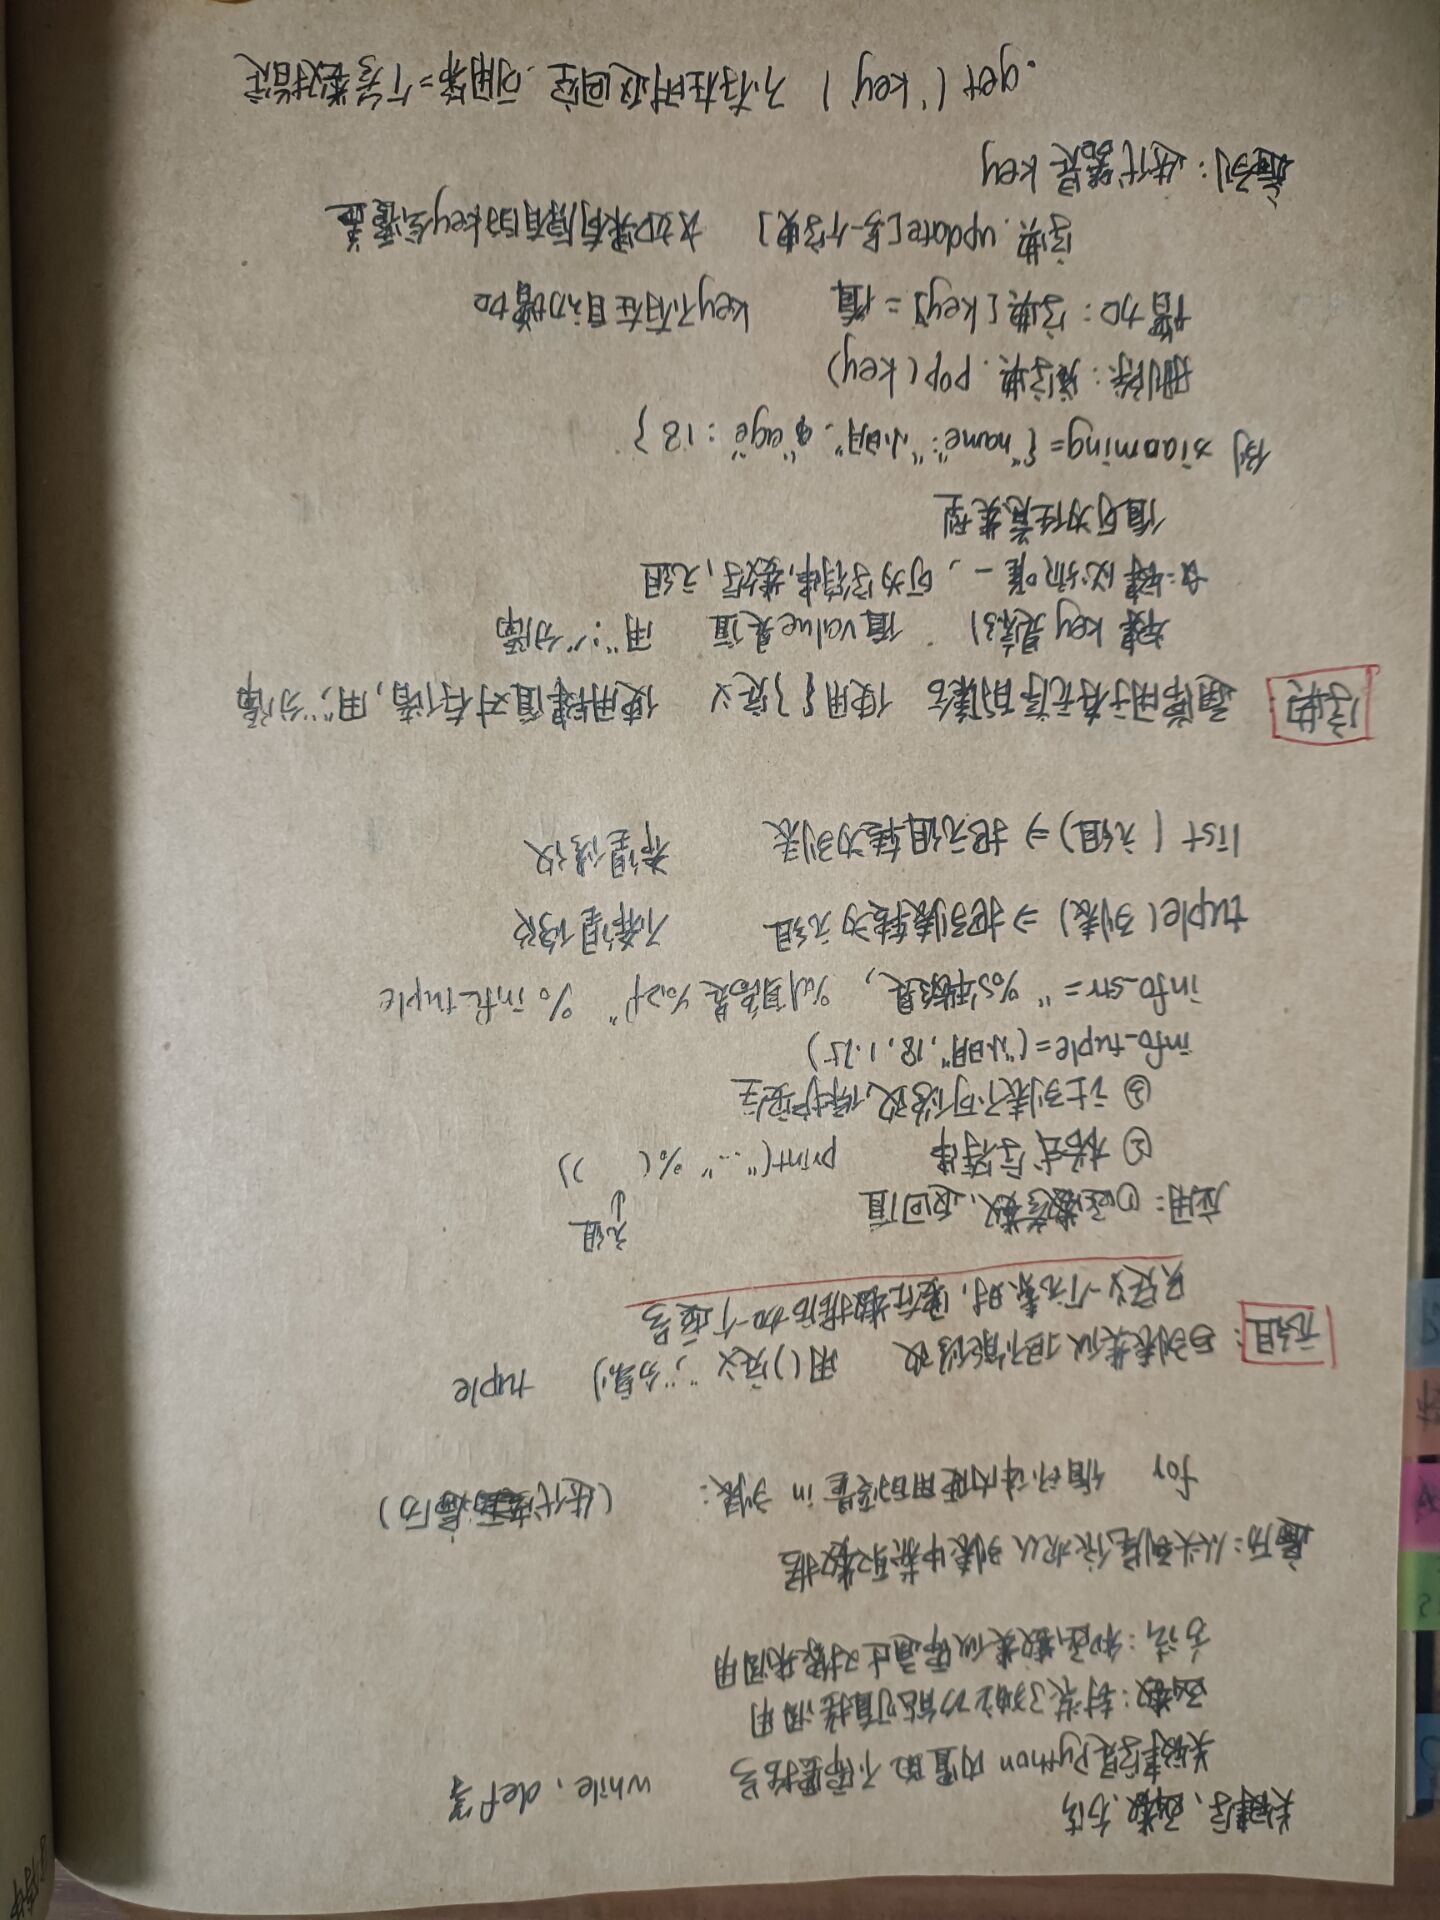 关键字、函数、方法
关键字是Python 内置的 不需要括号 while、def等
函数:封装了独立功能可直接调用
方法:和函数类似需通过对象来调用
遍历:从头到尾依次从列表中获取数据
for 循环体内使用的变量 in 列表: (迭代遍历)
元组:与列表类似但不能修改 用()定义 ","分割 tuple
只定义一个元素时,要在数据后加一个逗号
应用:①函数参数、返回值
元组
↓
② 格式字符串 print("..." %( ))
③ 让列表不可修改,保护安全
info_tuple=("小明",18,1.75)
info_str=" %s年龄是, %d身高是%.2f" % info_tuple
tuple(列表)⇒把列表转为元组 不希望修改
list(元组)⇒把元组转为列表 希望修改
字典 通常用于存无序的集合 使用{ }定义 使用键值对存储,用","分隔
键 key是索引 值value是值 用":"分隔
☆:键必须唯一,可为字符串,数字、元组
值可为任意类型
例 xiaoming={"name":"小明","age":18}
删除:字典.pop(key)
增加:字典[key]=值 key不存在自动增加
字典.update[另一个字典] ☆如果有原有的key会覆盖
遍列:迭代器是key
.get('key') 不存在时返回空,可用第二个参数指定